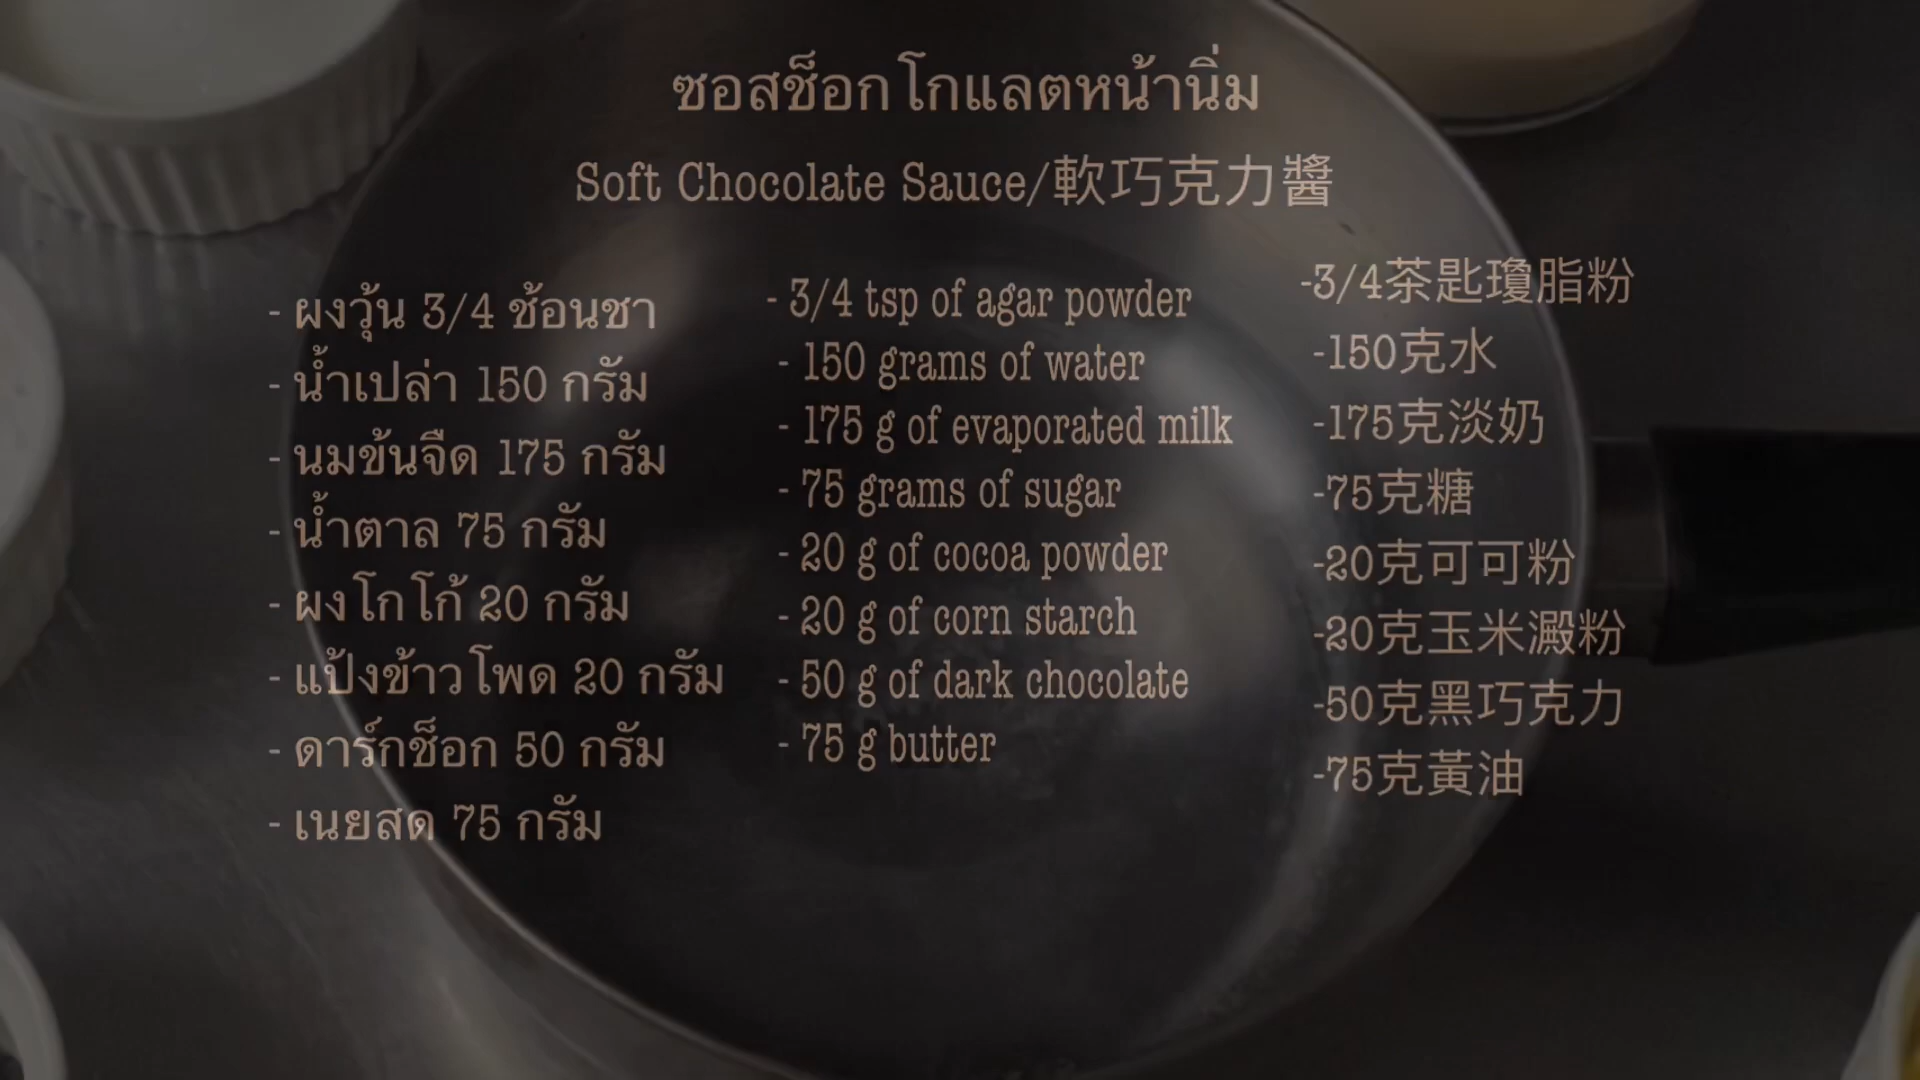 ซอสช็อกโกแลตหน้านิ่ม
Soft Chocolate Sauce/軟巧克力醬
- ผงวุ้น 3/4 ช้อนชา
- น้ำเปล่า 150 กรัม
- นมข้นจืด 175 กรัม
- น้ำตาล 75 กรัม
- ผงโกโก้ 20 กรัม
- แป้งข้าวโพด 20 กรัม
- ดาร์กช็อก 50 กรัม
- เนยสด 75 กรัม
- 3/4 tsp of agar powder
- 150 grams of water
- 175 g of evaporated milk
- 75 grams of sugar
- 20 g of cocoa powder
- 20 g of corn starch
- 50 g of dark chocolate
- 75 g butter
-3/4茶匙瓊脂粉
-150克水
-175克淡奶
-75克糖
-20克可可粉
-20克玉米澱粉
-50克黑巧克力
-75克黃油